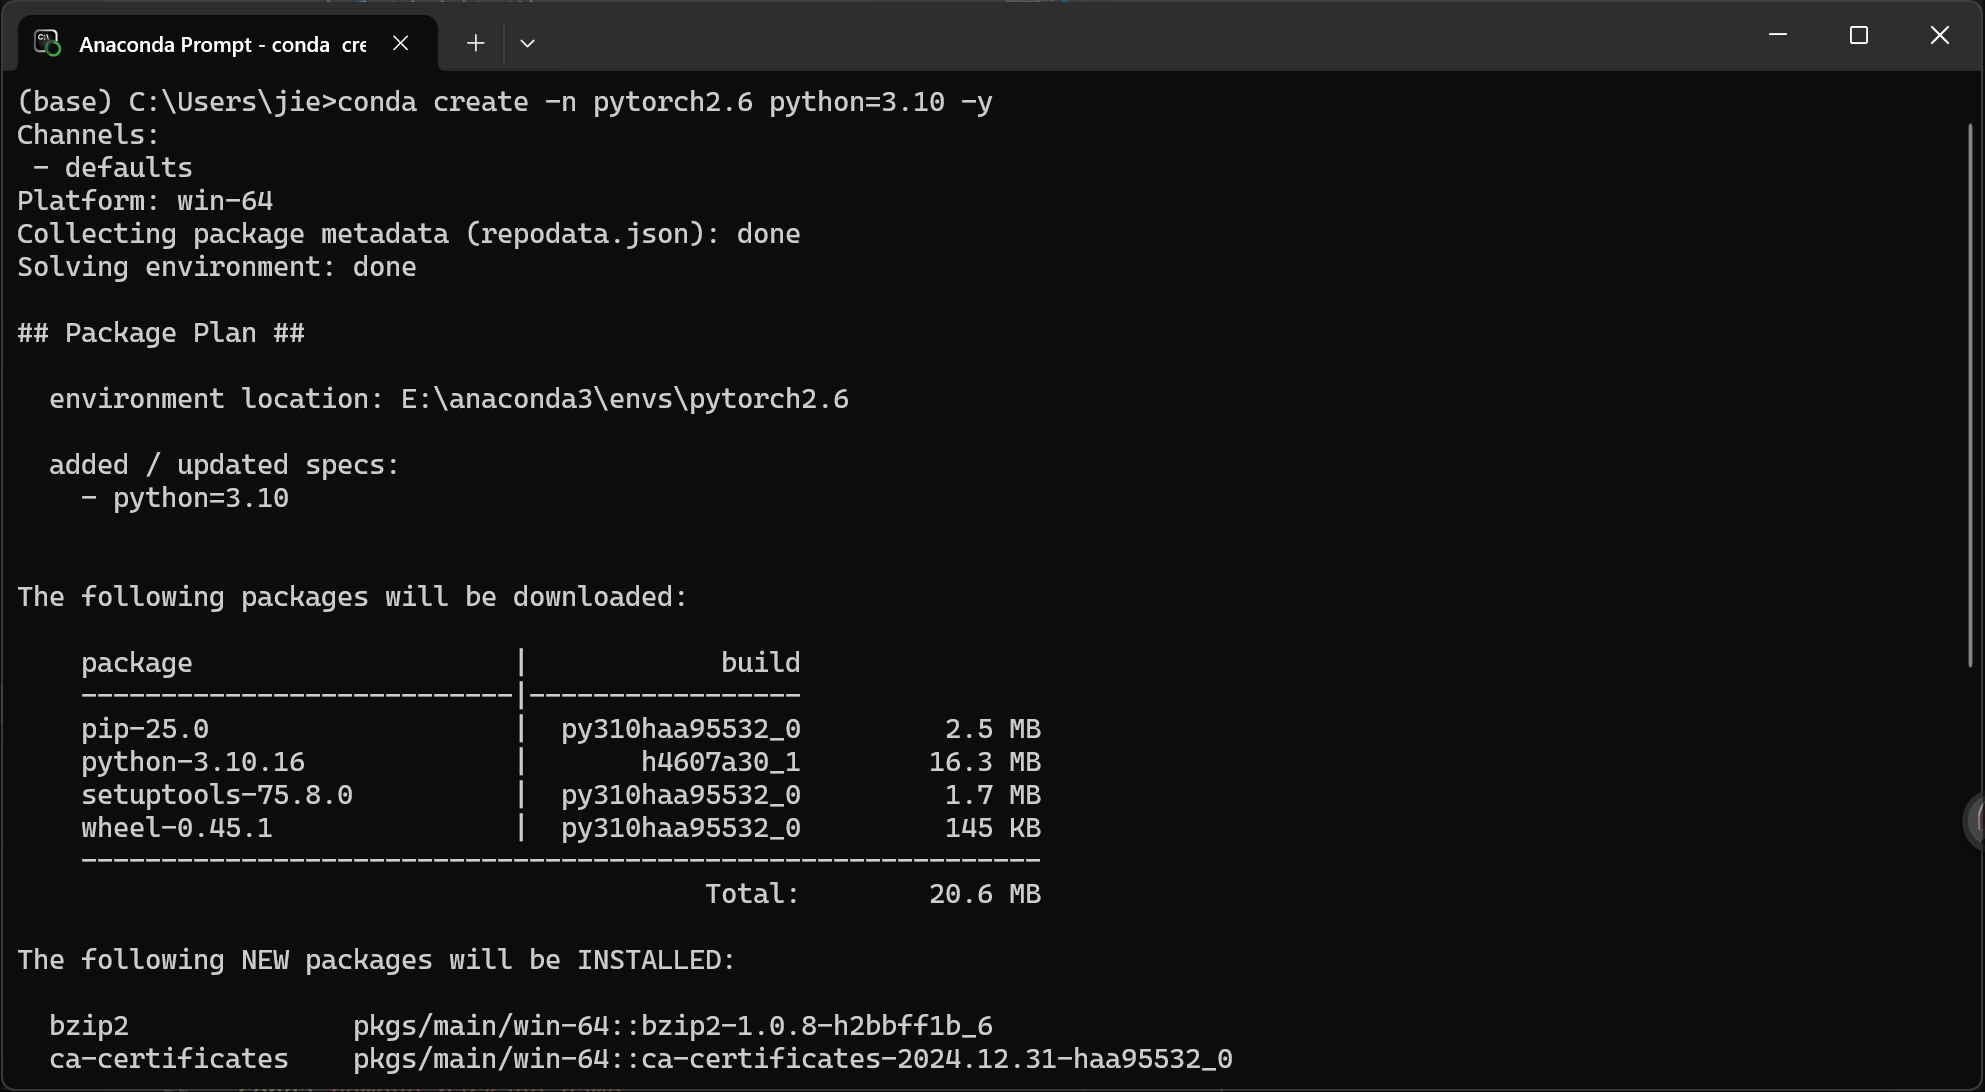 Anaconda Prompt - conda  cre
(base) C:\Users\jie>conda create -n pytorch2.6 python=3.10 -y
Channels:
 - defaults
Platform: win-64
Collecting package metadata (repodata.json): done
Solving environment: done
## Package Plan ##
  environment location: E:\anaconda3\envs\pytorch2.6
  added / updated specs:
    - python=3.10
The following packages will be downloaded:
    package                    |            build
    ---------------------------|-----------------
    pip-25.0                   |  py310haa95532_0         2.5 MB
    python-3.10.16             |       h4607a30_1        16.3 MB
    setuptools-75.8.0          |  py310haa95532_0         1.7 MB
    wheel-0.45.1               |  py310haa95532_0         145 KB
    ------------------------------------------------------------
                                           Total:        20.6 MB
The following NEW packages will be INSTALLED:
  bzip2              pkgs/main/win-64::bzip2-1.0.8-h2bbff1b_6
  ca-certificates    pkgs/main/win-64::ca-certificates-2024.12.31-haa95532_0